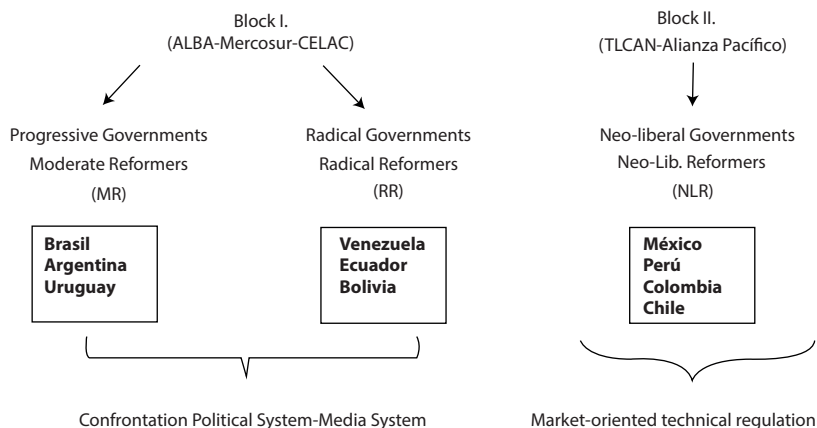 Block I.
(ALBA-Mercosur-CELAC)
Block II.
(TLCAN-Alianza Pacífico)
Progressive Governments
Moderate Reformers
(MR)
Radical Governments
Radical Reformers
(RR)
Neo-liberal Governments
Neo-Lib. Reformers
(NLR)
Brasil
Argentina
Uruguay
Venezuela
Ecuador
Bolivia
México
Perú
Colombia
Chile
Confrontation Political System-Media System
Market-oriented technical regulation